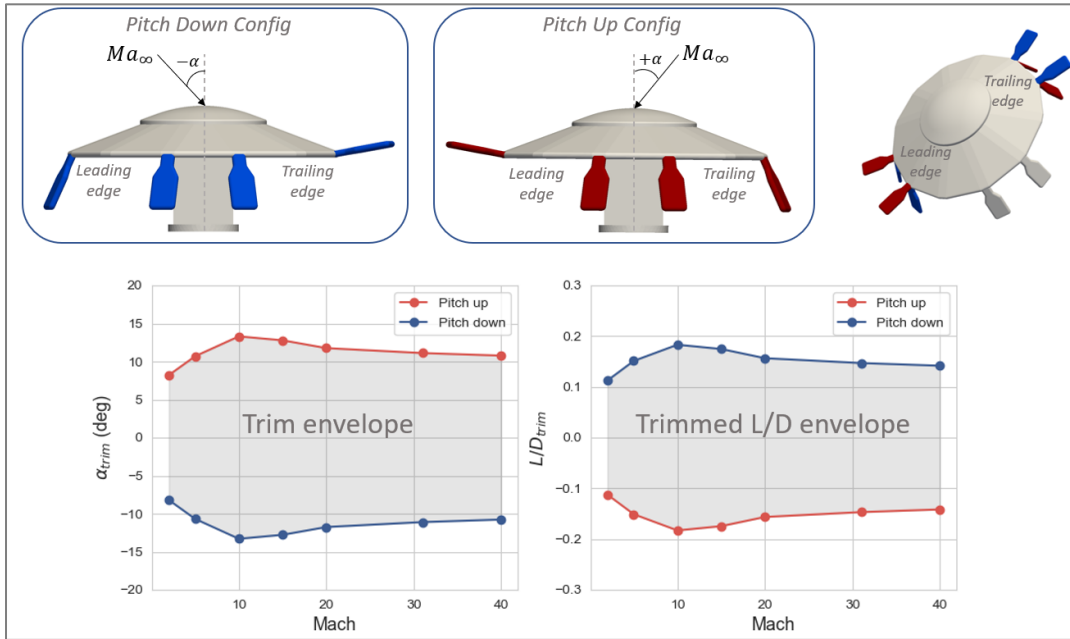 Pitch Down Config
Ma∞
−α
Leading
edge
Trailing
edge
Pitch Up Config
+α
Ma∞
Leading
edge
Trailing
edge
Trailing
edge
Leading
edge
20
15
10
5
0
−5
−10
−15
−20
α_trim (deg)
Pitch up
Pitch down
Trim envelope
10
20
30
40
Mach
0.3
0.2
0.1
0.0
−0.1
−0.2
−0.3
L/D_trim
Pitch up
Pitch down
Trimmed L/D envelope
10
20
30
40
Mach